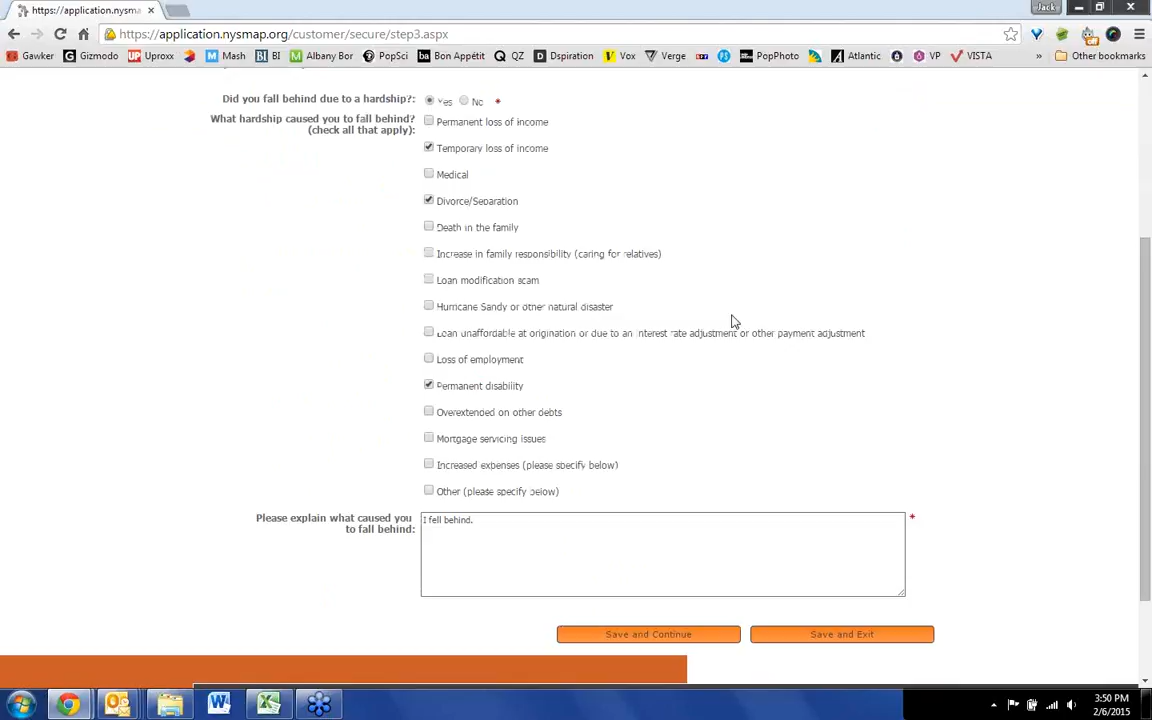 Jack
https://application.nysma
https://application.nysmap.org/customer/secure/step3.aspx
Gawker Gizmodo Uproxx Mash BI Albany Bor PopSci Bon Appétit QZ Dspiration Vox Verge PopPhoto Atlantic VP VISTA Other bookmarks
Did you fall behind due to a hardship?: Yes No *
What hardship caused you to fall behind?
(check all that apply):
Permanent loss of income
Temporary loss of income
Medical
Divorce/Separation
Death in the family
Increase in family responsibility (caring for relatives)
Loan modification scam
Hurricane Sandy or other natural disaster
Loan unaffordable at origination or due to an interest rate adjustment or other payment adjustment
Loss of employment
Permanent disability
Overextended on other debts
Mortgage servicing issues
Increased expenses (please specify below)
Other (please specify below)
Please explain what caused you
to fall behind:
I fell behind. *
Save and Continue Save and Exit
3:50 PM
2/6/2015